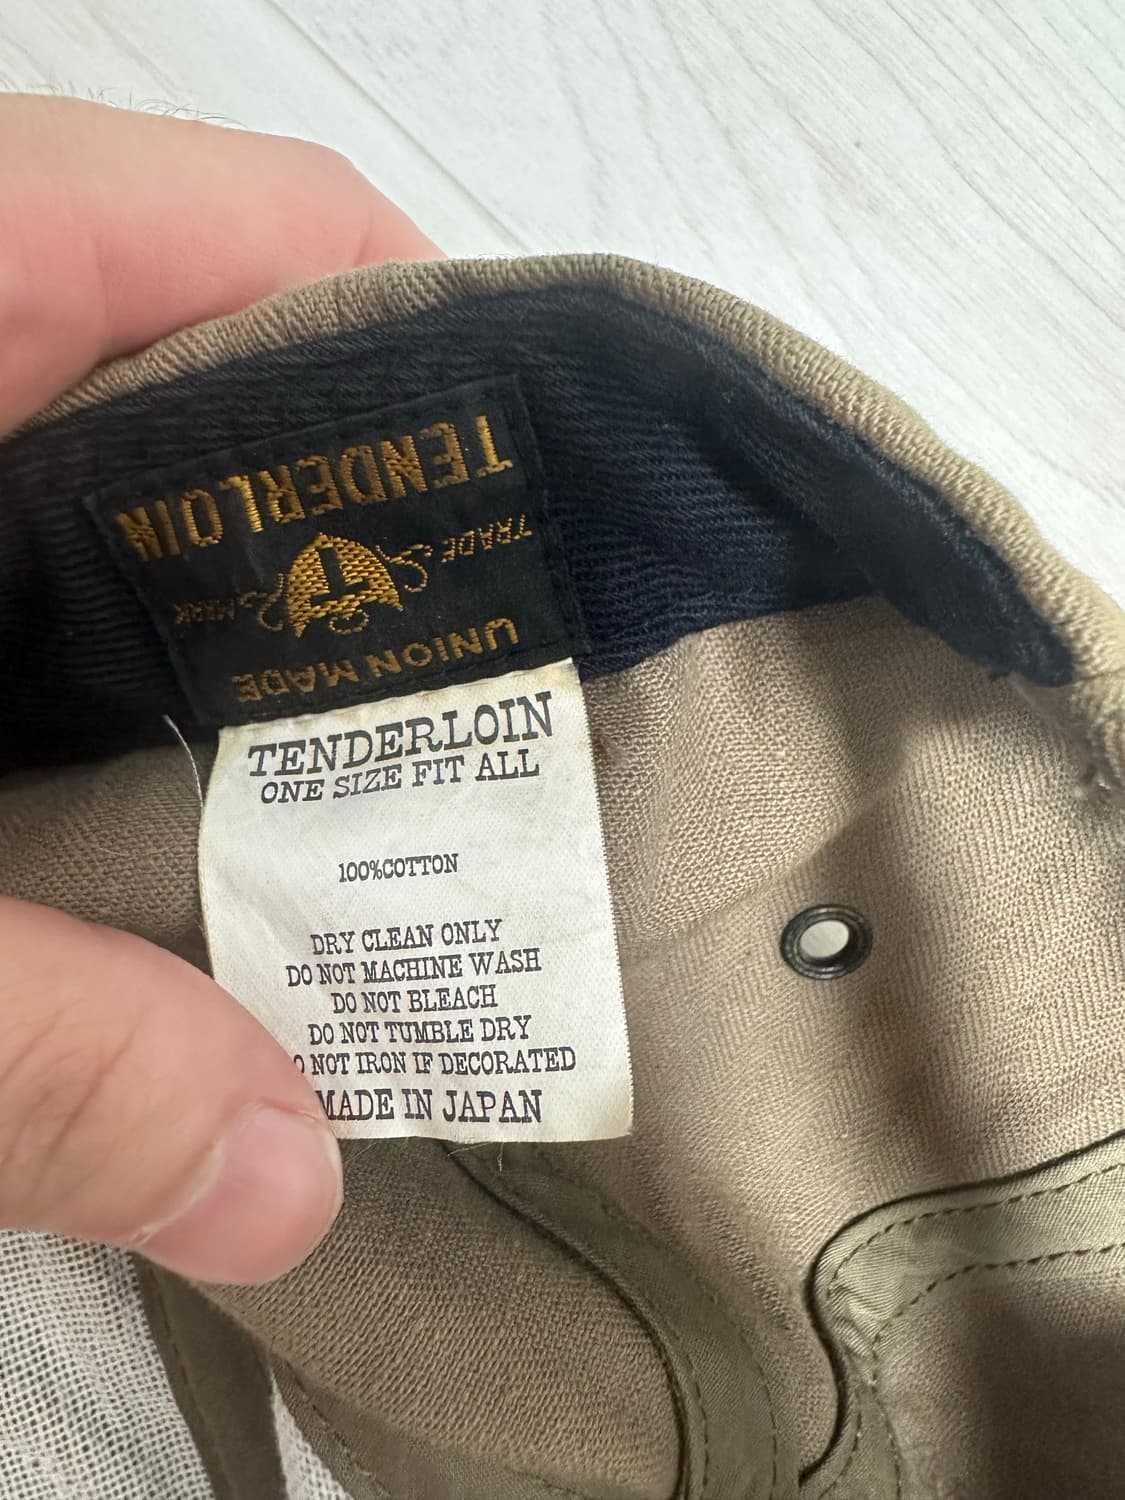 TENDERLOIN
TRADE MARK
T
UNION MADE
TENDERLOIN
ONE SIZE FIT ALL
100%COTTON
DRY CLEAN ONLY
DO NOT MACHINE WASH
DO NOT BLEACH
DO NOT TUMBLE DRY
O NOT IRON IF DECORATED
MADE IN JAPAN